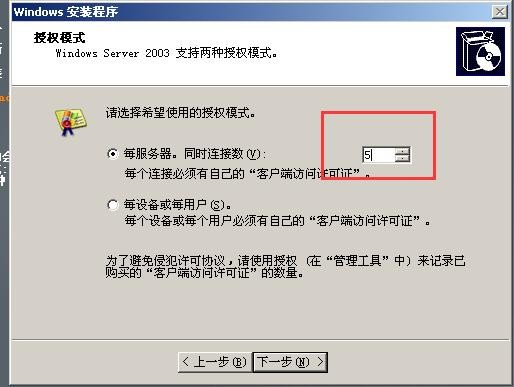 Windows 安装程序
授权模式
Windows Server 2003 支持两种授权模式。
请选择希望使用的授权模式。
每服务器。同时连接数(V):
5
每个连接必须有自己的“客户端访问许可证”。
每设备或每用户(S)。
每个设备或每个用户必须有自己的“客户端访问许可证”。
为了避免侵犯许可协议，请使用授权（在“管理工具”中）来记录已
购买的“客户端访问许可证”的数量。
< 上一步(B)
下一步(N) >